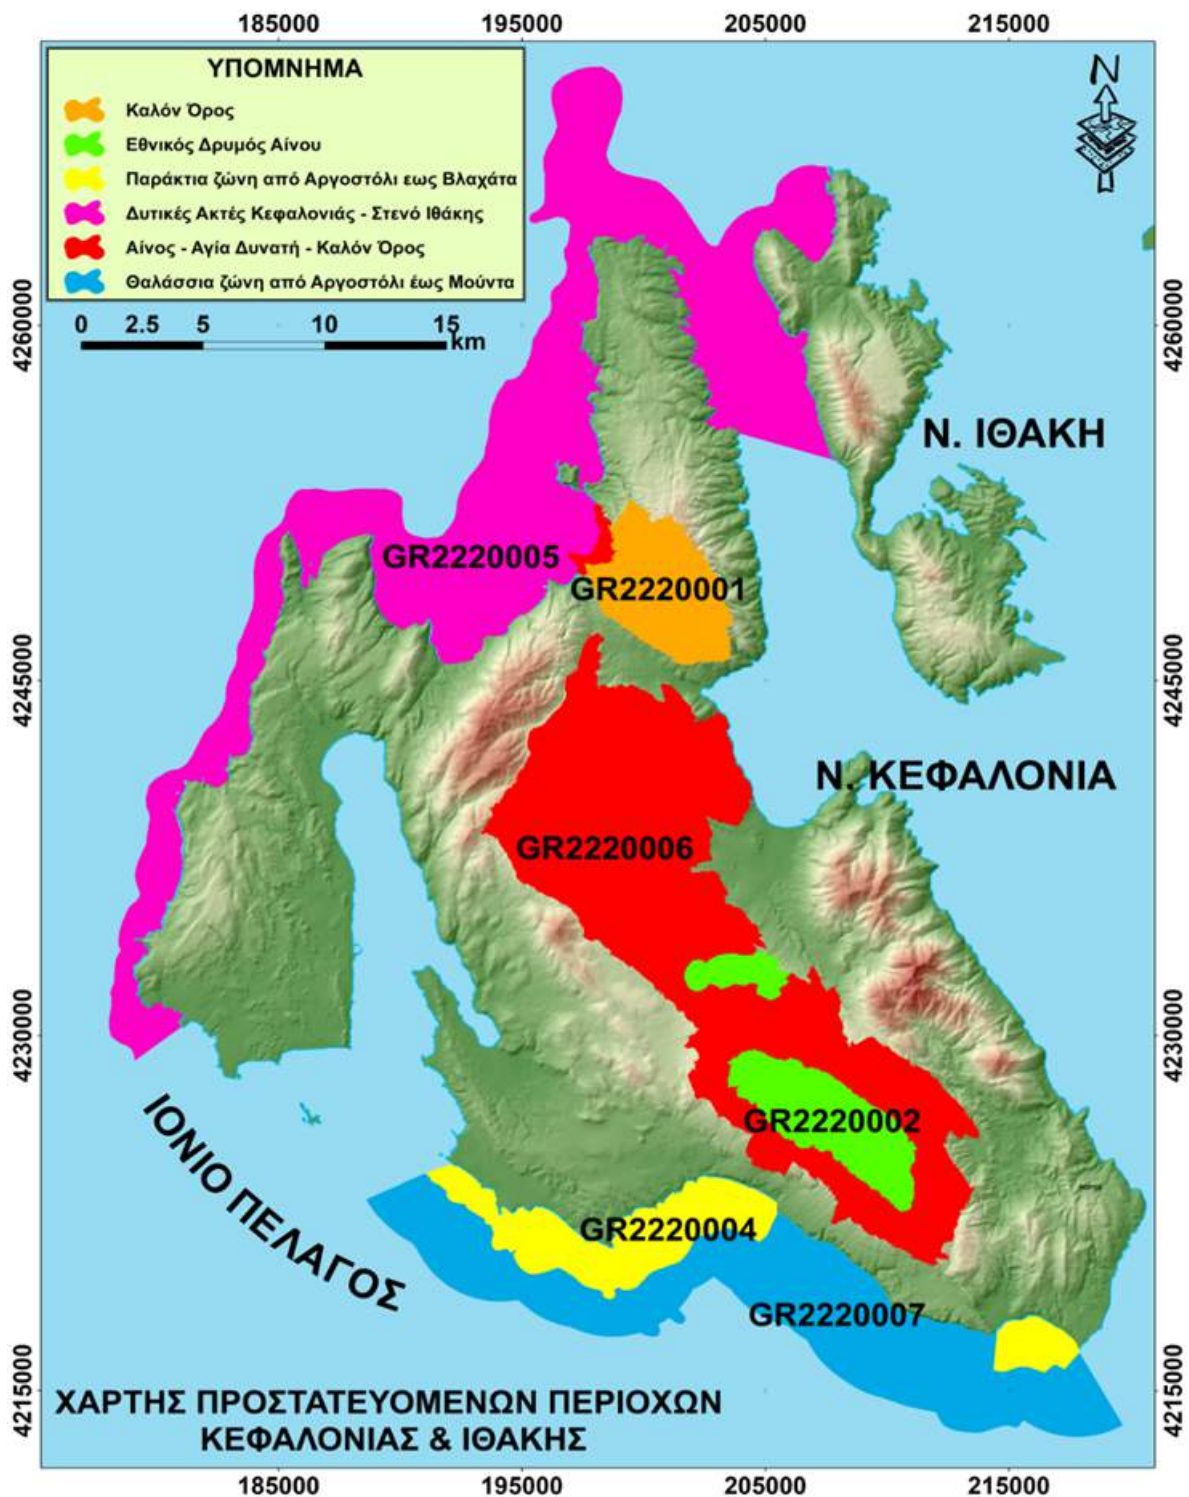 185000 195000 205000 215000
ΥΠΟΜΝΗΜΑ
Καλόν Όρος
Εθνικός Δρυμός Αίνου
Παράκτια ζώνη από Αργοστόλι εως Βλαχάτα
Δυτικές Ακτές Κεφαλονιάς - Στενό Ιθάκης
Αίνος - Αγία Δυνατή - Καλόν Όρος
Θαλάσσια ζώνη από Αργοστόλι έως Μούντα
N
0 2.5 5 10 15
km
4260000 4260000
Ν. ΙΘΑΚΗ
GR2220005
GR2220001
4245000 4245000
Ν. ΚΕΦΑΛΟΝΙΑ
GR2220006
4230000 4230000
GR2220002
ΙΟΝΙΟ ΠΕΛΑΓΟΣ
GR2220004
GR2220007
4215000 4215000
ΧΑΡΤΗΣ ΠΡΟΣΤΑΤΕΥΟΜΕΝΩΝ ΠΕΡΙΟΧΩΝ
ΚΕΦΑΛΟΝΙΑΣ & ΙΘΑΚΗΣ
185000 195000 205000 215000